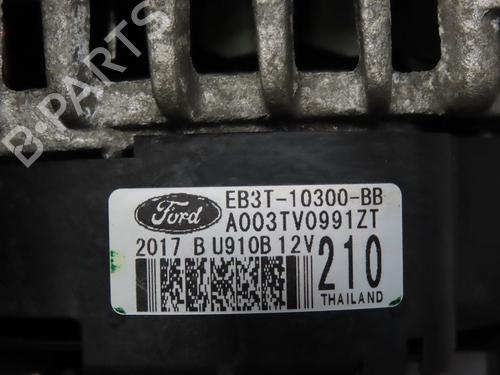 B-PARTS
Ford
EB3T-10300-BB
A003TV0991ZT
2017 B U910B 12V
210
THAILAND